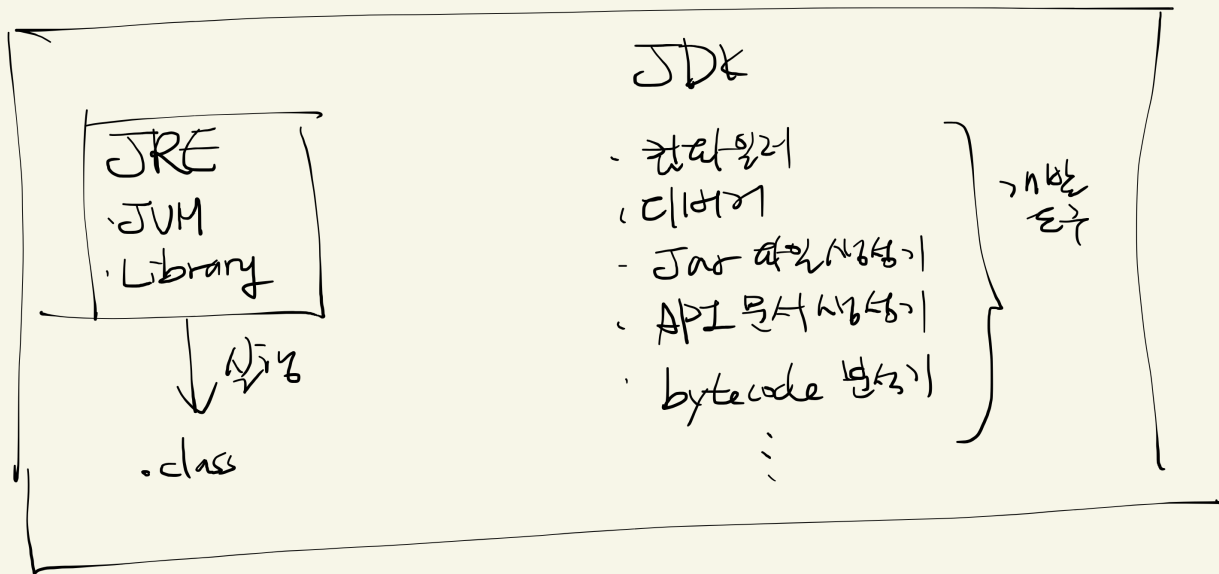 JDK
JRE
· JVM
· Library
실행
.class
· 컴파일러
· 디버거
- Jar 파일 생성기
· API 문서 생성기
· bytecode 분석기
개발
도구